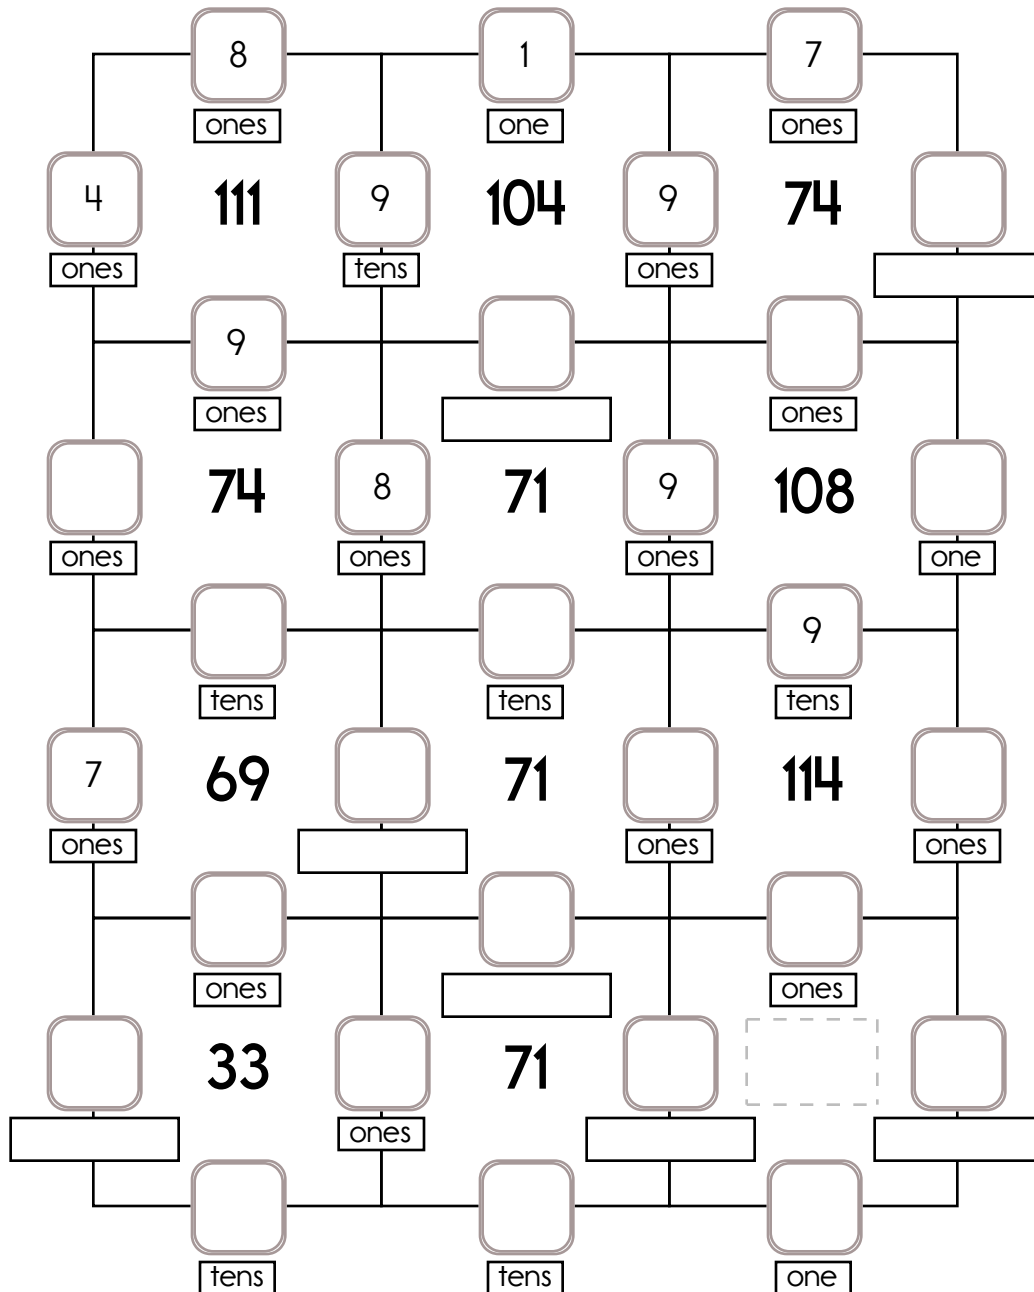 8 1 7
ones one ones
4 111 9 104 9 74
ones tens ones
9
ones ones
74 8 71 9 108
ones ones ones one
9
tens tens tens
7 69 71 114
ones ones ones
ones ones
33 71
ones
tens tens one